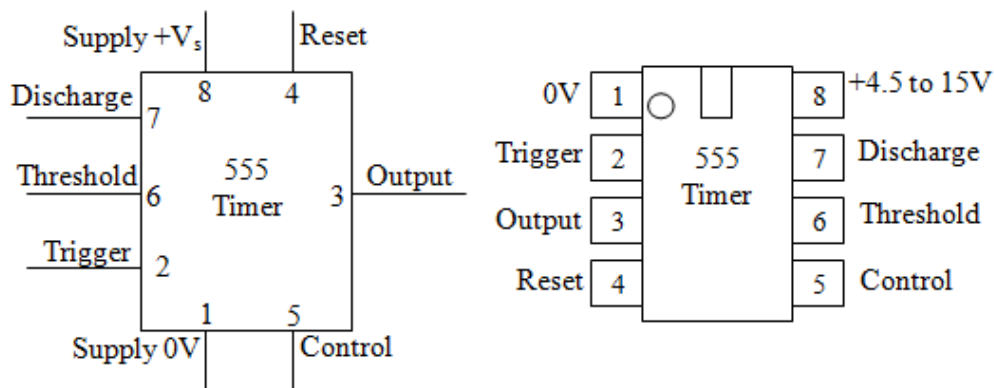 Supply +Vs
Reset
8
4
Discharge
7
555
Timer
Threshold
6
3
Output
Trigger
2
1
5
Supply 0V
Control
0V
1
8
+4.5 to 15V
Trigger
2
555
Timer
7
Discharge
Output
3
6
Threshold
Reset
4
5
Control